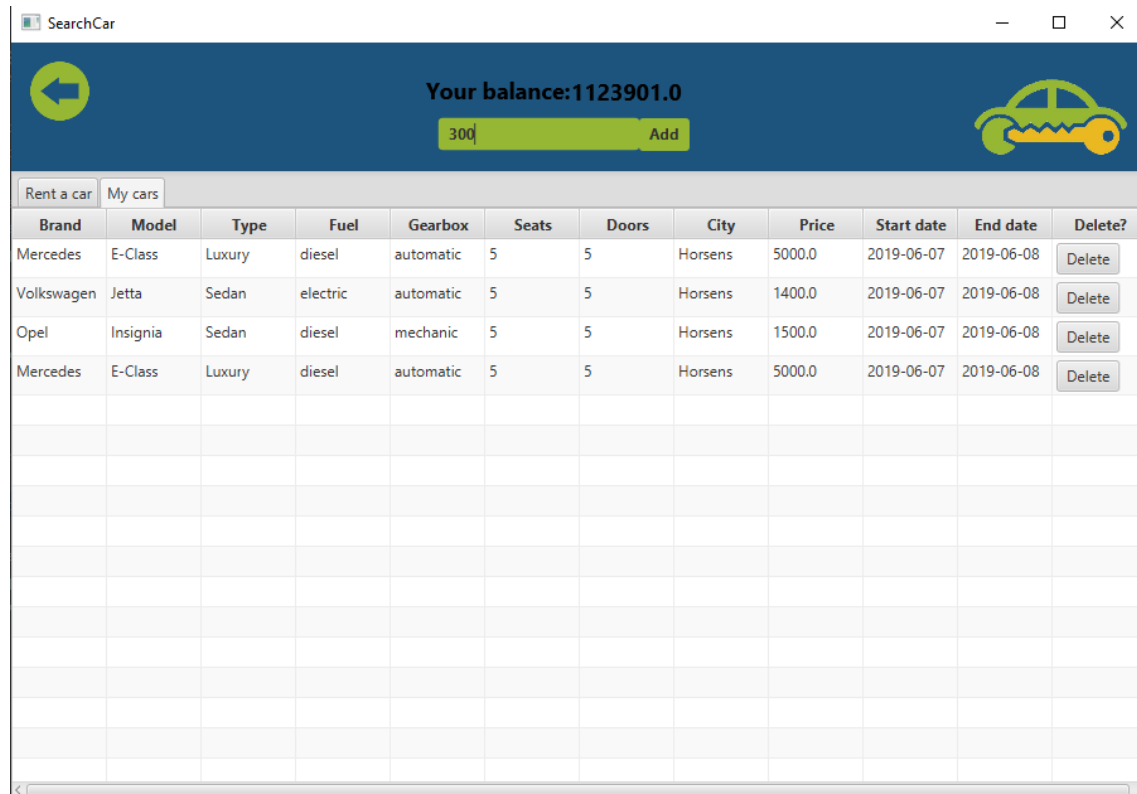 SearchCar
Your balance:1123901.0
300 Add
Rent a car My cars
Brand Model Type Fuel Gearbox Seats Doors City Price Start date End date Delete?
Mercedes E-Class Luxury diesel automatic 5 5 Horsens 5000.0 2019-06-07 2019-06-08 Delete
Volkswagen Jetta Sedan electric automatic 5 5 Horsens 1400.0 2019-06-07 2019-06-08 Delete
Opel Insignia Sedan diesel mechanic 5 5 Horsens 1500.0 2019-06-07 2019-06-08 Delete
Mercedes E-Class Luxury diesel automatic 5 5 Horsens 5000.0 2019-06-07 2019-06-08 Delete